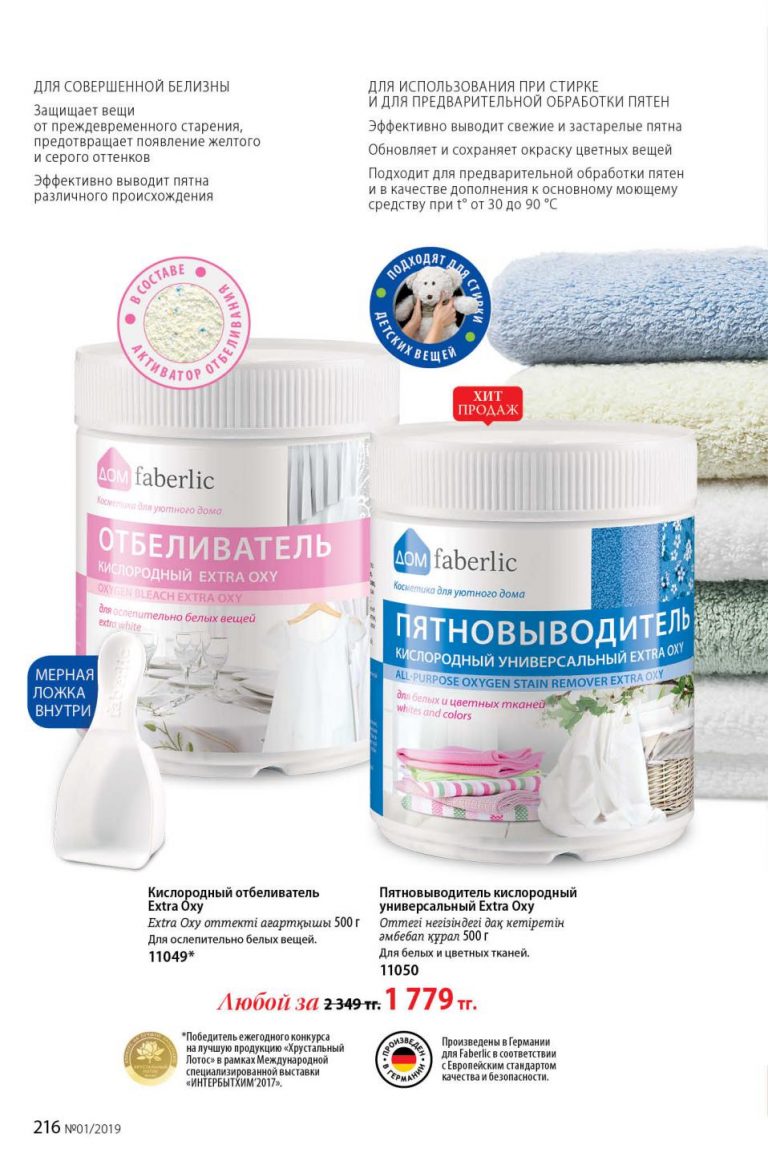 ДЛЯ СОВЕРШЕННОЙ БЕЛИЗНЫ
Защищает вещи
от преждевременного старения,
предотвращает появление желтого
и серого оттенков
Эффективно выводит пятна
различного происхождения
ДЛЯ ИСПОЛЬЗОВАНИЯ ПРИ СТИРКЕ
И ДЛЯ ПРЕДВАРИТЕЛЬНОЙ ОБРАБОТКИ ПЯТЕН
Эффективно выводит свежие и застарелые пятна
Обновляет и сохраняет окраску цветных вещей
Подходит для предварительной обработки пятен
и в качестве дополнения к основному моющему
средству при t° от 30 до 90 °C
В СОСТАВЕ
АКТИВАТОР ОТБЕЛИВАНИЯ
ПОДХОДЯТ ДЛЯ СТИРКИ
ДЕТСКИХ ВЕЩЕЙ
ХИТ
ПРОДАЖ
ДОМ faberlic
Косметика для уютного дома
ОТБЕЛИВАТЕЛЬ
КИСЛОРОДНЫЙ EXTRA OXY
OXYGEN BLEACH EXTRA OXY
для ослепительно белых вещей
extra white
ДОМ faberlic
Косметика для уютного дома
ПЯТНОВЫВОДИТЕЛЬ
КИСЛОРОДНЫЙ УНИВЕРСАЛЬНЫЙ EXTRA OXY
ALL-PURPOSE OXYGEN STAIN REMOVER EXTRA OXY
для белых и цветных тканей
whites and colors
МЕРНАЯ
ЛОЖКА
ВНУТРИ
faberlic
Кислородный отбеливатель
Extra Oxy
Extra Oxy оттекті ағартқышы 500 г
Для ослепительно белых вещей.
11049*
Пятновыводитель кислородный
универсальный Extra Oxy
Оттегі негізіндегі дақ кетіретін
әмбебап құрал 500 г
Для белых и цветных тканей.
11050
Любой за 2 349 тг. 1 779 тг.
*Победитель ежегодного конкурса
на лучшую продукцию «Хрустальный
Лотос» в рамках Международной
специализированной выставки
«ИНТЕРБЫТХИМ'2017».
ПРОИЗВЕДЕН
В ГЕРМАНИИ
Произведены в Германии
для Faberlic в соответствии
с Европейским стандартом
качества и безопасности.
216 №01/2019